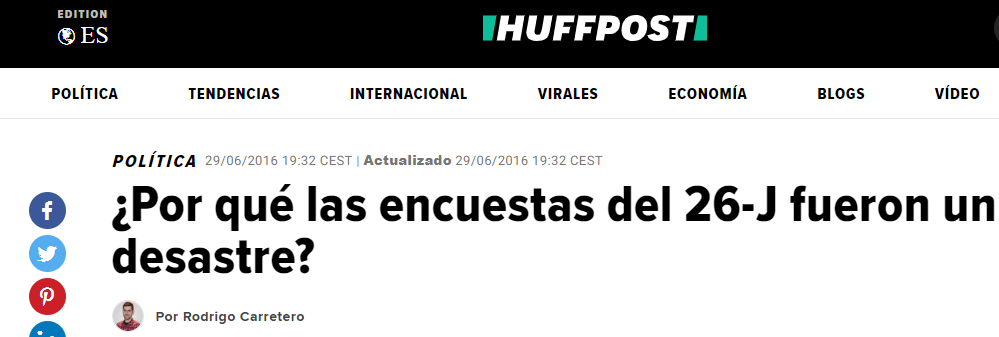 EDITION
ES
HUFFPOST
POLÍTICA TENDENCIAS INTERNACIONAL VIRALES ECONOMÍA BLOGS VÍDEO
POLÍTICA 29/06/2016 19:32 CEST | Actualizado 29/06/2016 19:32 CEST
¿Por qué las encuestas del 26-J fueron un
desastre?
Por Rodrigo Carretero